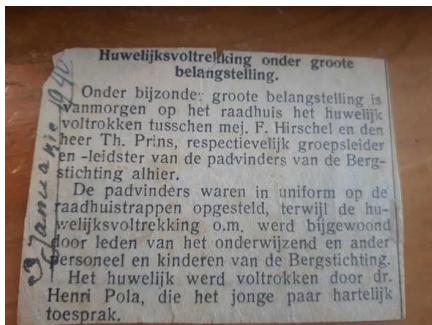 Huwelijksvoltrekking onder groote
belangstelling.
Onder bijzonder groote belangstelling is
vanmorgen op het raadhuis het huwelijk
voltrokken tusschen mej. F. Hirschel en den
heer Th. Prins, respectievelijk groepsleider
en -leidster van de padvinders van de Berg-
stichting alhier.
De padvinders waren in uniform op de
raadhuistrappen opgesteld, terwijl de hu-
welijksvoltrekking o.m. werd bijgewoond
door leden van het onderwijzend en ander
personeel en kinderen van de Bergstichting.
Het huwelijk werd voltrokken door dr.
Henri Pola, die het jonge paar hartelijk
toesprak.
Januarie 1940